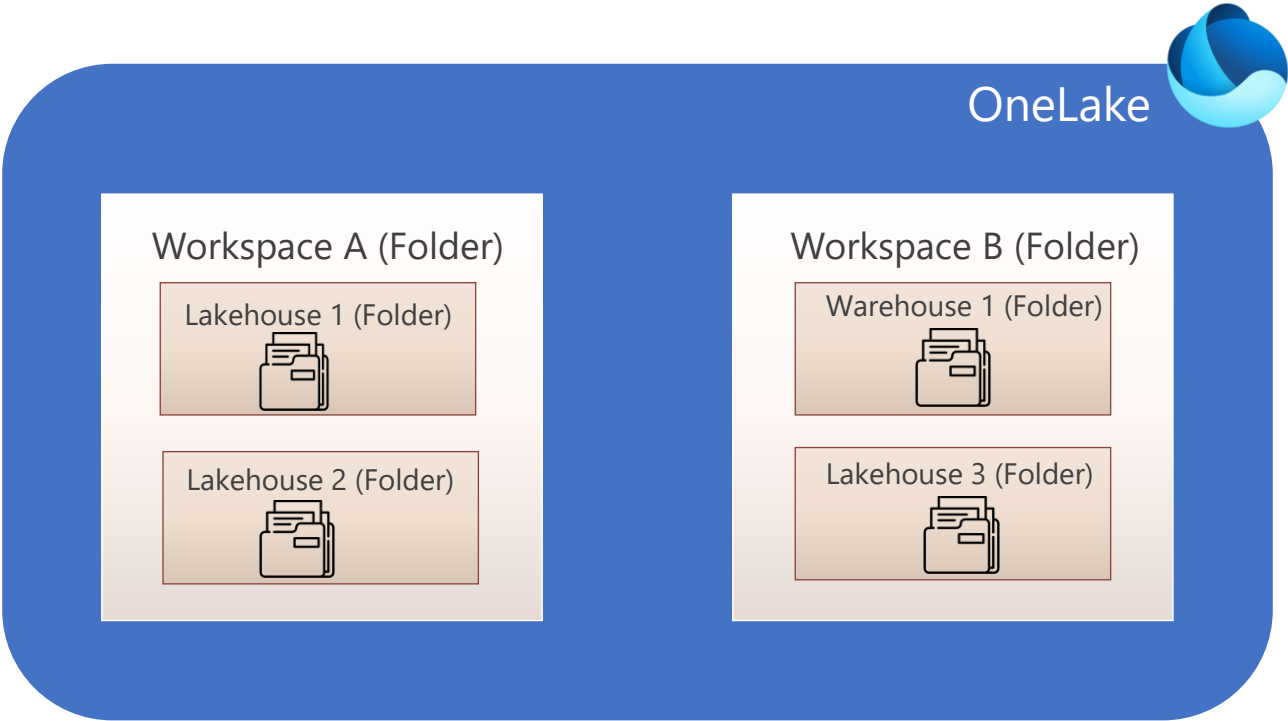 OneLake
Workspace A (Folder)
Lakehouse 1 (Folder)
Lakehouse 2 (Folder)
Workspace B (Folder)
Warehouse 1 (Folder)
Lakehouse 3 (Folder)